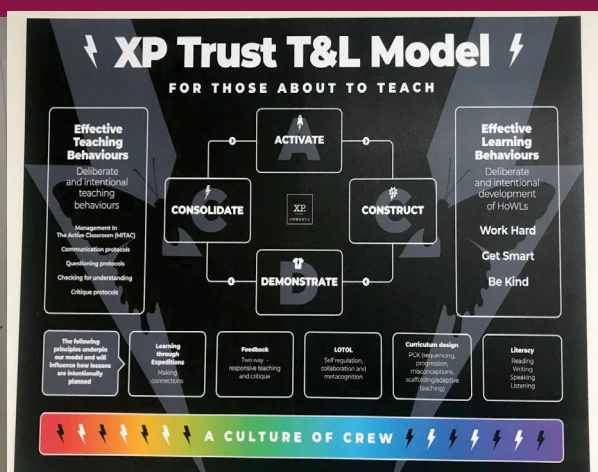 XP Trust T&L Model
FOR THOSE ABOUT TO TEACH
Effective
Teaching
Behaviours
Deliberate
and intentional
teaching
behaviours
Management In
The Active Classroom (MITAC)
Communication protocols
Questioning protocols
Checking for understanding
Critique protocols
A
ACTIVATE
C
CONSOLIDATE
XP.
C
CONSTRUCT
D
DEMONSTRATE
Effective
Learning
Behaviours
Deliberate
and intentional
development
of HoWLs
Work Hard
Get Smart
Be Kind
The following
principles underpin
our model and will
influence how lessons
are intentionally
planned
Learning
through
Expeditions
Making
connections
Feedback
Two way –
responsive teaching
and critique
LOTOL
Self regulation,
collaboration and
metacognition
Curriculum design
PCK (sequencing,
progression,
misconceptions,
scaffolding/adaptive
teaching)
Literacy
Reading
Writing
Speaking
Listening
A CULTURE OF CREW